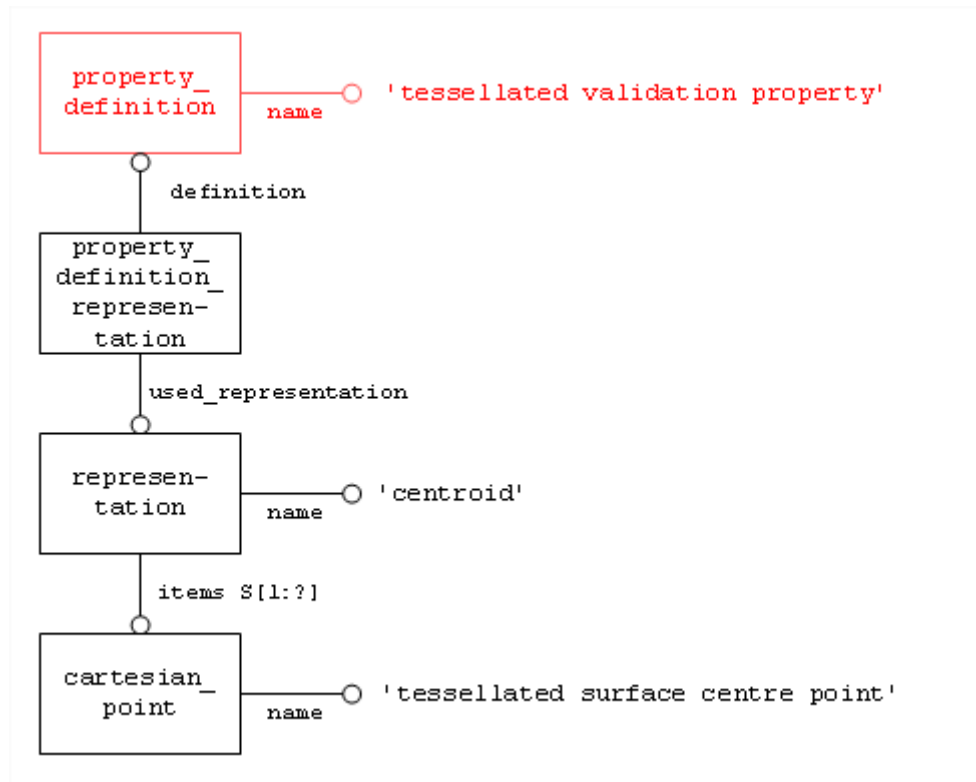 property_
definition
name
'tessellated validation property'
definition
property_
definition_
represen-
tation
used_representation
represen-
tation
name
'centroid'
items S[1:?]
cartesian_
point
name
'tessellated surface centre point'